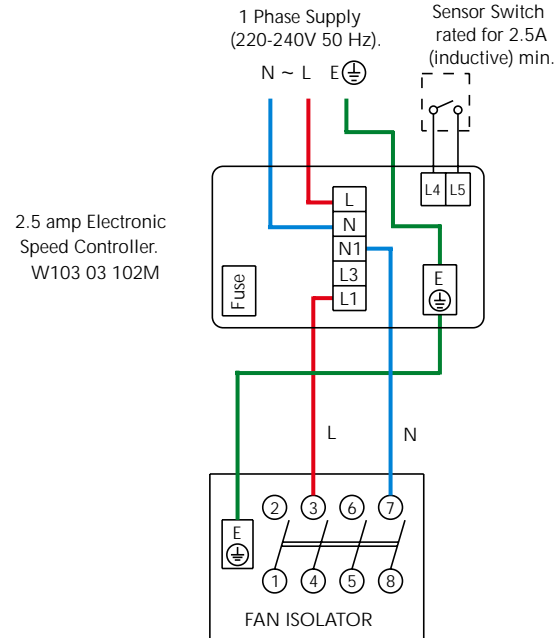 1 Phase Supply
(220-240V 50 Hz).
N ~ L E
Sensor Switch
rated for 2.5A
(inductive) min.
L4 L5
2.5 amp Electronic
Speed Controller.
W103 03 102M
L
N
N1
L3
L1
Fuse
E
L N
2 3 6 7
E
1 4 5 8
FAN ISOLATOR